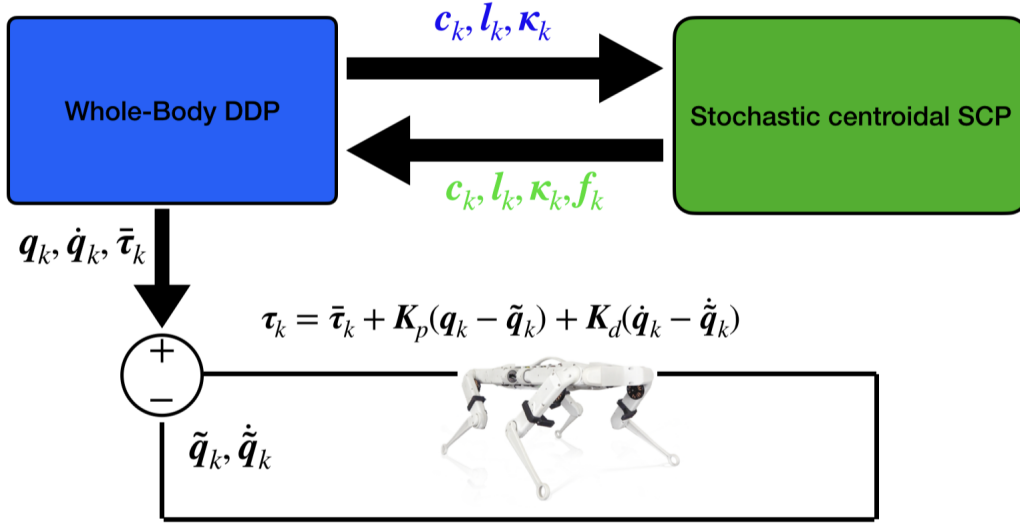 c_k, l_k, κ_k
Whole-Body DDP
Stochastic centroidal SCP
c_k, l_k, κ_k, f_k
q_k, q̇_k, τ̄_k
τ_k = τ̄_k + K_p(q_k − q̃_k) + K_d(q̇_k − q̃̇_k)
+
−
q̃_k, q̃̇_k